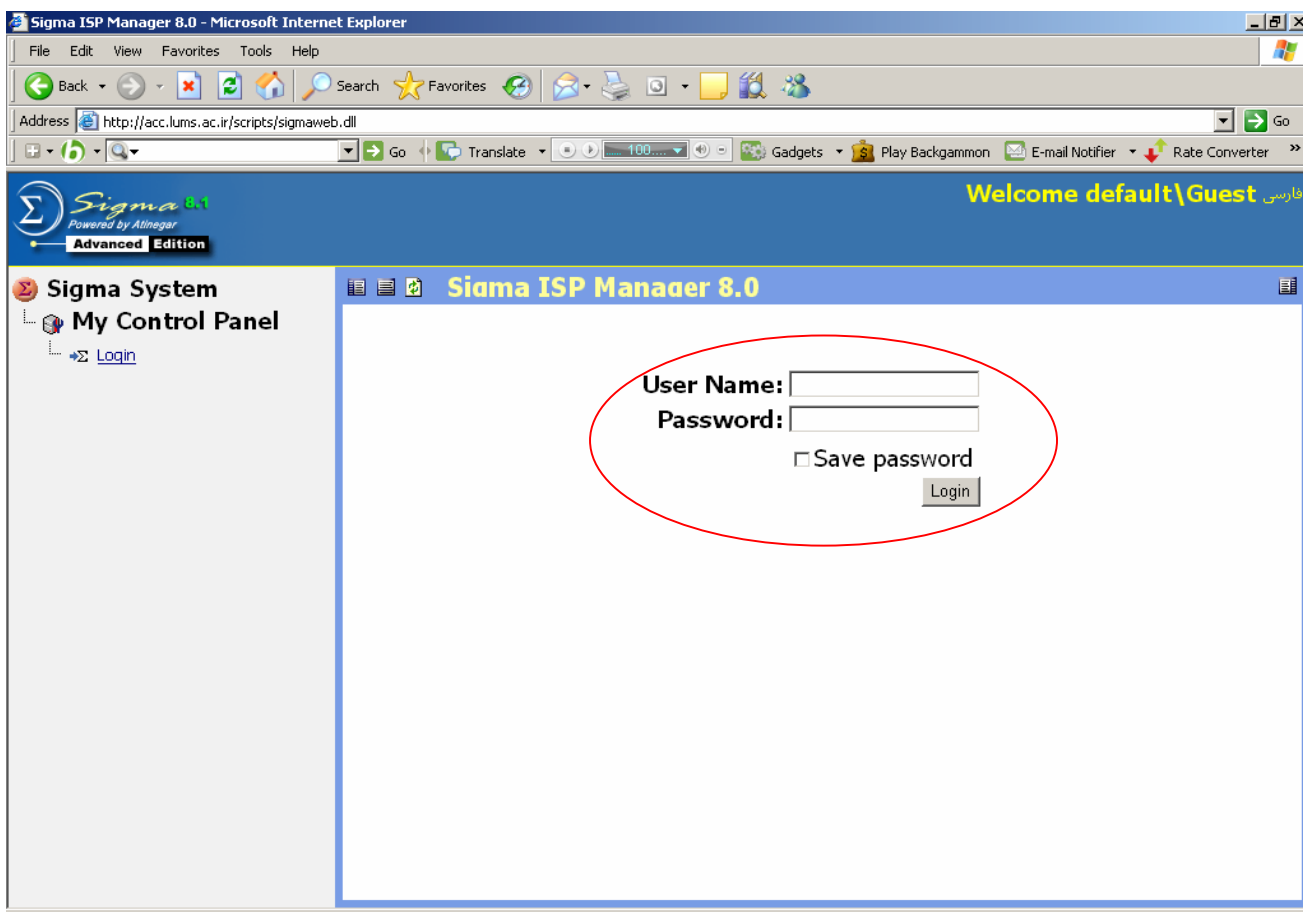 Sigma ISP Manager 8.0 - Microsoft Internet Explorer
File Edit View Favorites Tools Help
Back Search Favorites
Address http://acc.lums.ac.ir/scripts/sigmaweb.dll Go
Go Translate 100.... Gadgets Play Backgammon E-mail Notifier Rate Converter »
Sigma 8.1
Powered by Atinegar
Advanced Edition
Welcome default\Guest فارسی
Sigma System
My Control Panel
Login
Sigma ISP Manager 8.0
User Name:
Password:
Save password
Login